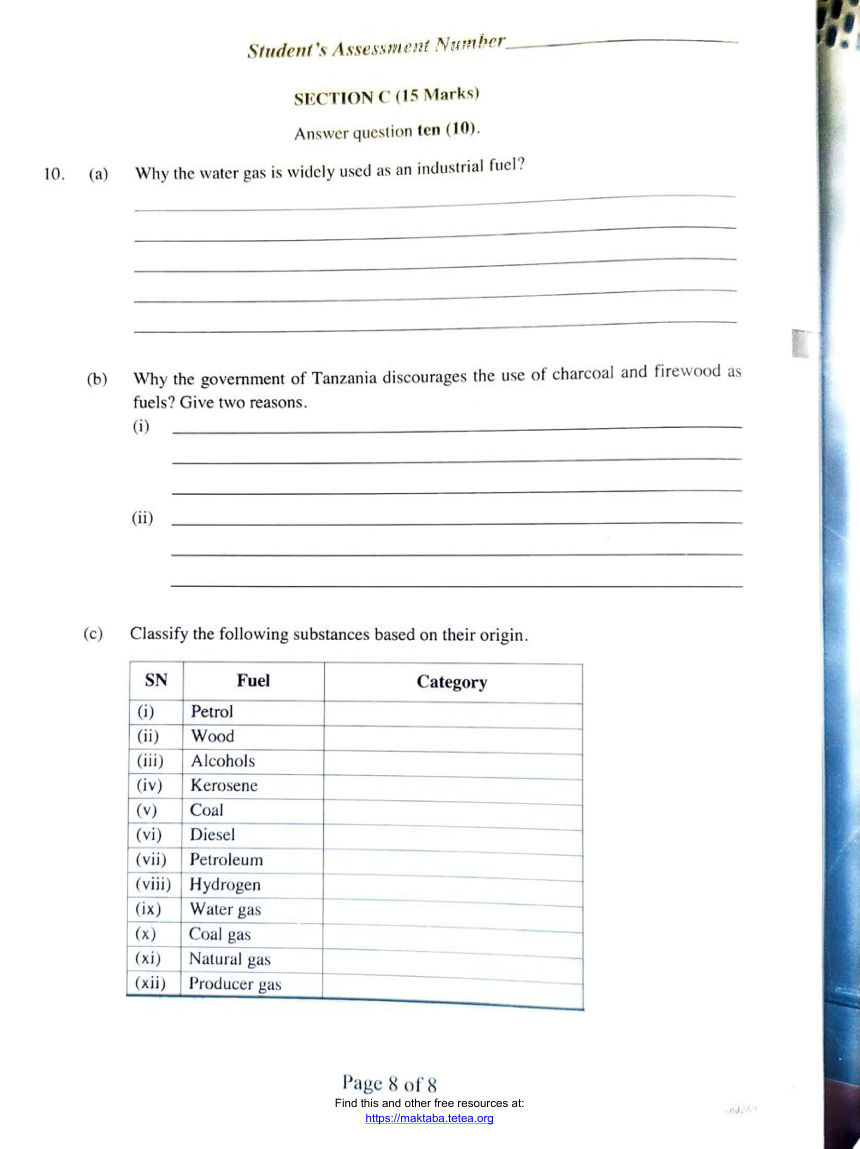 Student's Assessment Number
SECTION C (15 Marks)
Answer question ten (10).
10. (a) Why the water gas is widely used as an industrial fuel?
(b) Why the government of Tanzania discourages the use of charcoal and firewood as
fuels? Give two reasons.
(i)
(ii)
(c) Classify the following substances based on their origin.
SN Fuel Category
(i) Petrol
(ii) Wood
(iii) Alcohols
(iv) Kerosene
(v) Coal
(vi) Diesel
(vii) Petroleum
(viii) Hydrogen
(ix) Water gas
(x) Coal gas
(xi) Natural gas
(xii) Producer gas
Page 8 of 8
Find this and other free resources at:
https://maktaba.tetea.org